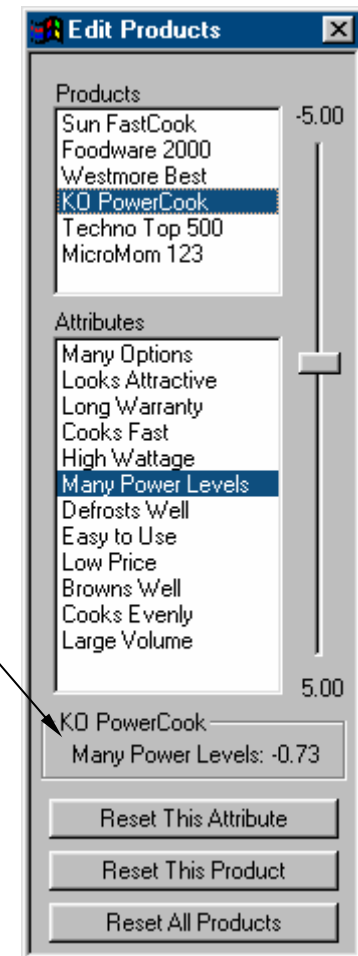 Edit Products
Products
-5.00
Sun FastCook
Foodware 2000
Westmore Best
KO PowerCook
Techno Top 500
MicroMom 123
Attributes
Many Options
Looks Attractive
Long Warranty
Cooks Fast
High Wattage
Many Power Levels
Defrosts Well
Easy to Use
Low Price
Browns Well
Cooks Evenly
Large Volume
5.00
KO PowerCook
Many Power Levels: -0.73
Reset This Attribute
Reset This Product
Reset All Products